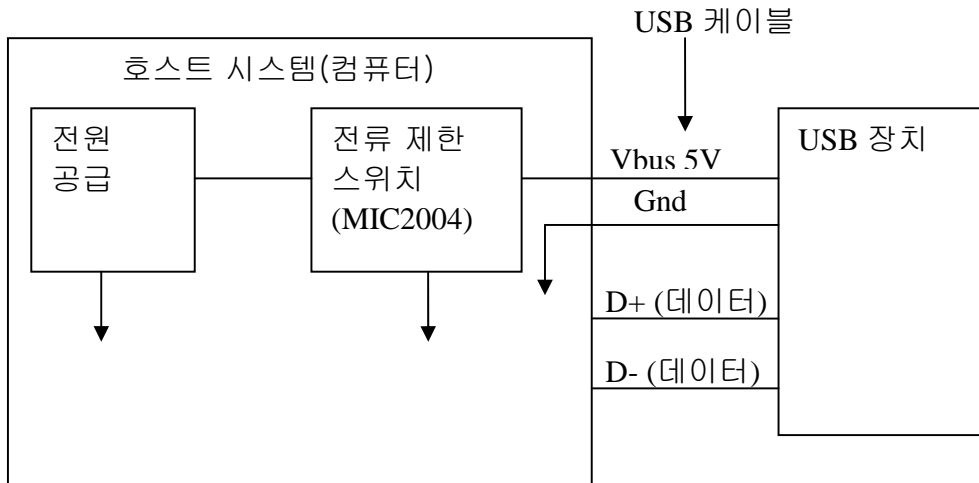 USB 케이블
호스트 시스템(컴퓨터)
전원
공급
전류 제한
스위치
(MIC2004)
Vbus 5V
Gnd
D+ (데이터)
D- (데이터)
USB 장치